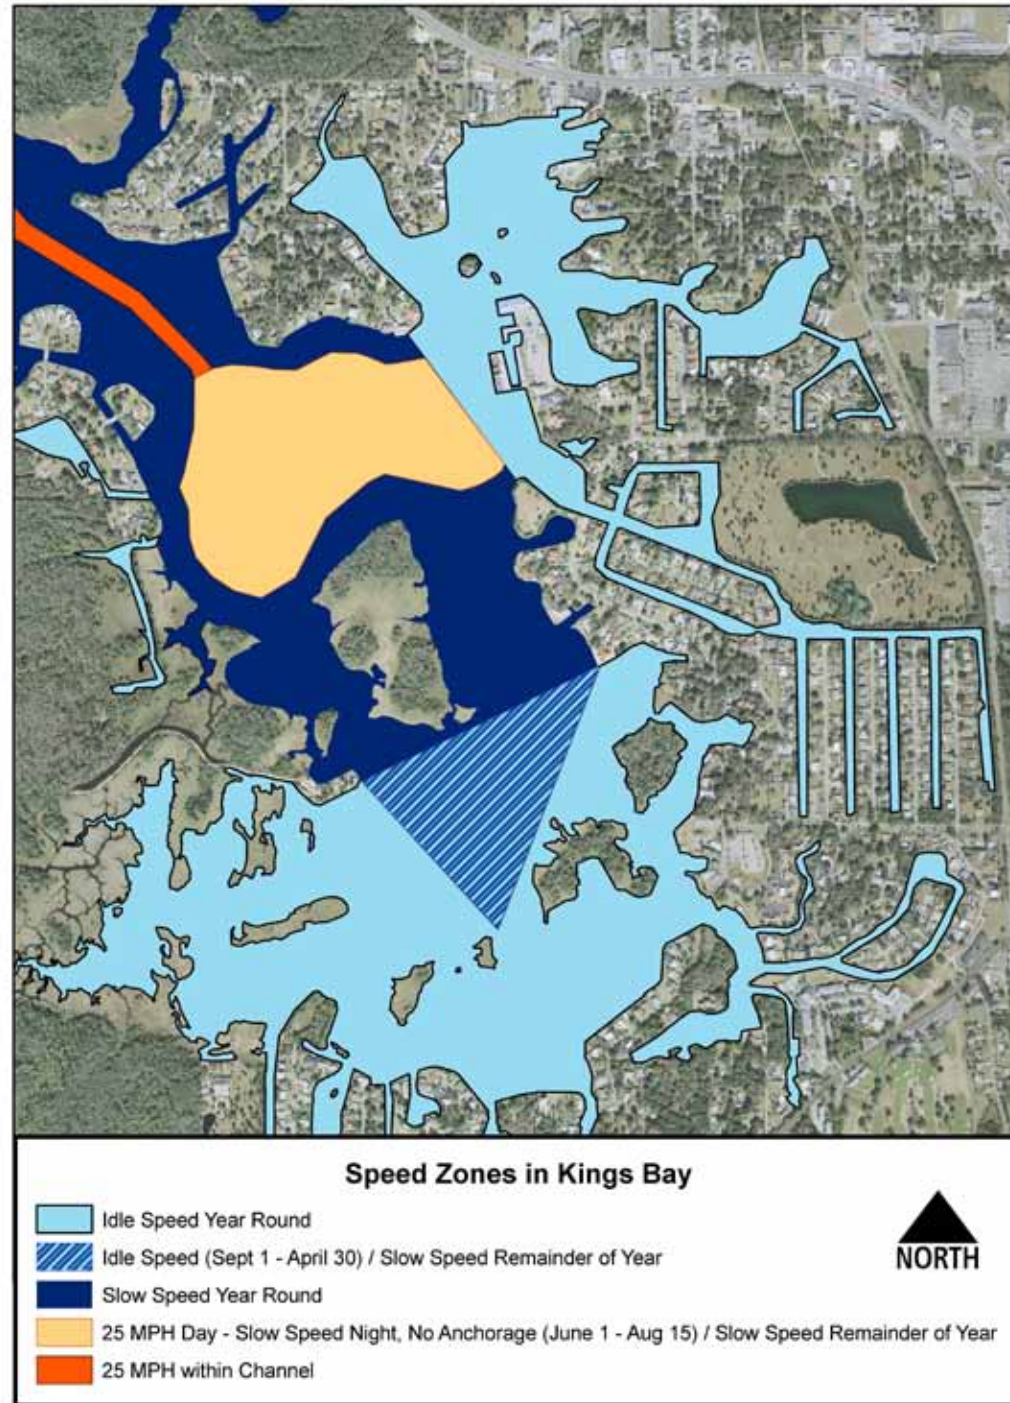 Speed Zones in Kings Bay
Idle Speed Year Round
Idle Speed (Sept 1 - April 30) / Slow Speed Remainder of Year
Slow Speed Year Round
25 MPH Day - Slow Speed Night, No Anchorage (June 1 - Aug 15) / Slow Speed Remainder of Year
25 MPH within Channel
NORTH